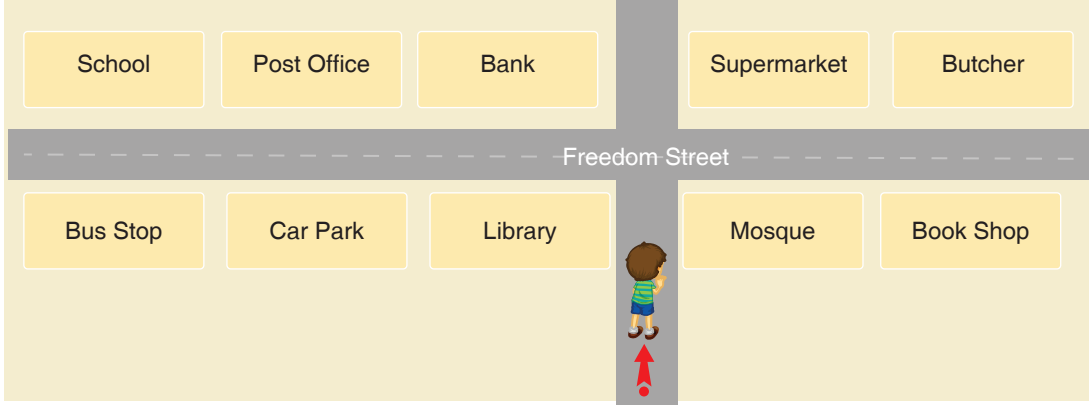 School
Post Office
Bank
Supermarket
Butcher
Freedom Street
Bus Stop
Car Park
Library
Mosque
Book Shop